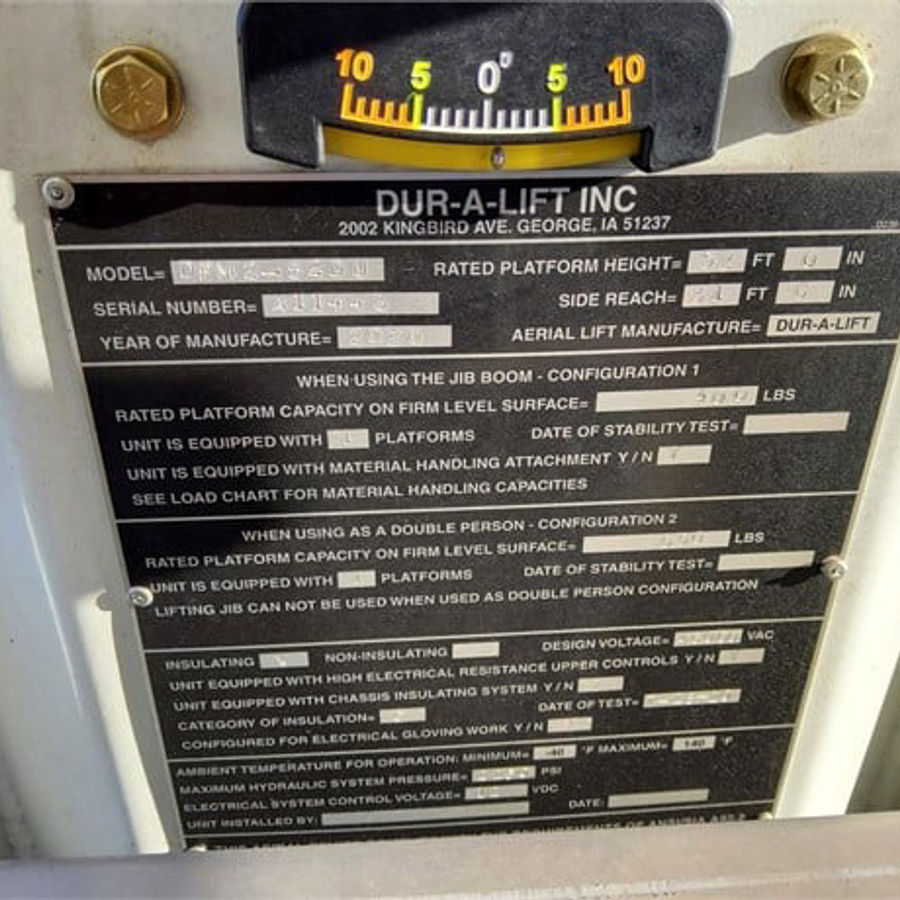 10 5 0° 5 10
DUR-A-LIFT INC
2002 KINGBIRD AVE. GEORGE, IA 51237
MODEL=
RATED PLATFORM HEIGHT= FT IN
SERIAL NUMBER=
SIDE REACH= FT IN
YEAR OF MANUFACTURE=
AERIAL LIFT MANUFACTURE= DUR-A-LIFT
WHEN USING THE JIB BOOM - CONFIGURATION 1
RATED PLATFORM CAPACITY ON FIRM LEVEL SURFACE= LBS
UNIT IS EQUIPPED WITH PLATFORMS DATE OF STABILITY TEST=
UNIT IS EQUIPPED WITH MATERIAL HANDLING ATTACHMENT Y / N
SEE LOAD CHART FOR MATERIAL HANDLING CAPACITIES
WHEN USING AS A DOUBLE PERSON - CONFIGURATION 2
RATED PLATFORM CAPACITY ON FIRM LEVEL SURFACE= LBS
UNIT IS EQUIPPED WITH PLATFORMS DATE OF STABILITY TEST=
LIFTING JIB CAN NOT BE USED WHEN USED AS DOUBLE PERSON CONFIGURATION
INSULATING NON-INSULATING DESIGN VOLTAGE= VAC
UNIT EQUIPPED WITH HIGH ELECTRICAL RESISTANCE UPPER CONTROLS Y / N
UNIT EQUIPPED WITH CHASSIS INSULATING SYSTEM Y / N
CATEGORY OF INSULATION= DATE OF TEST=
CONFIGURED FOR ELECTRICAL GLOVING WORK Y / N
AMBIENT TEMPERATURE FOR OPERATION: MINIMUM= -40 °F MAXIMUM= 140 °F
MAXIMUM HYDRAULIC SYSTEM PRESSURE= PSI
ELECTRICAL SYSTEM CONTROL VOLTAGE= VDC
UNIT INSTALLED BY: DATE: